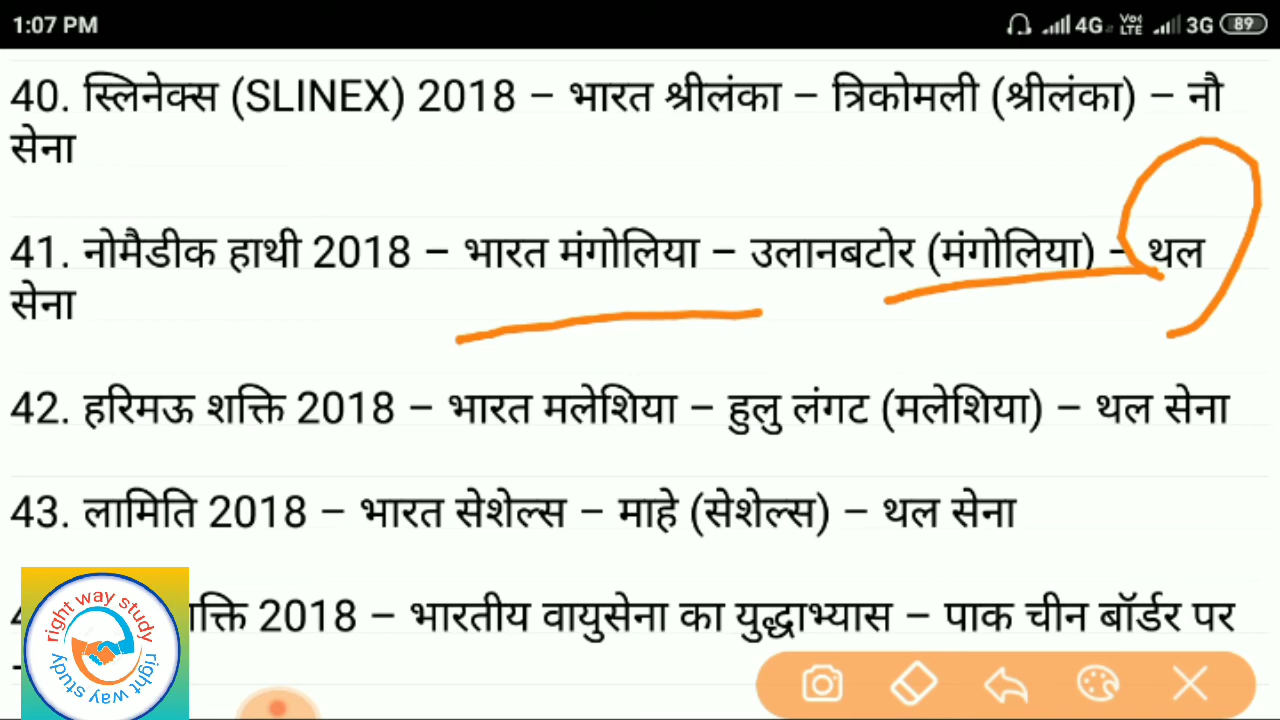 1:07 PM 4G Vo) LTE 3G 89
40. स्लिनेक्स (SLINEX) 2018 – भारत श्रीलंका – त्रिकोमली (श्रीलंका) – नौ
सेना
41. नोमैडीक हाथी 2018 – भारत मंगोलिया – उलानबटोर (मंगोलिया) – थल
सेना
42. हरिमऊ शक्ति 2018 – भारत मलेशिया – हुलु लंगट (मलेशिया) – थल सेना
43. लामिति 2018 – भारत सेशेल्स – माहे (सेशेल्स) – थल सेना
2018 – भारतीय वायुसेना का युद्धाभ्यास – पाक चीन बॉर्डर पर
right way study
right way study